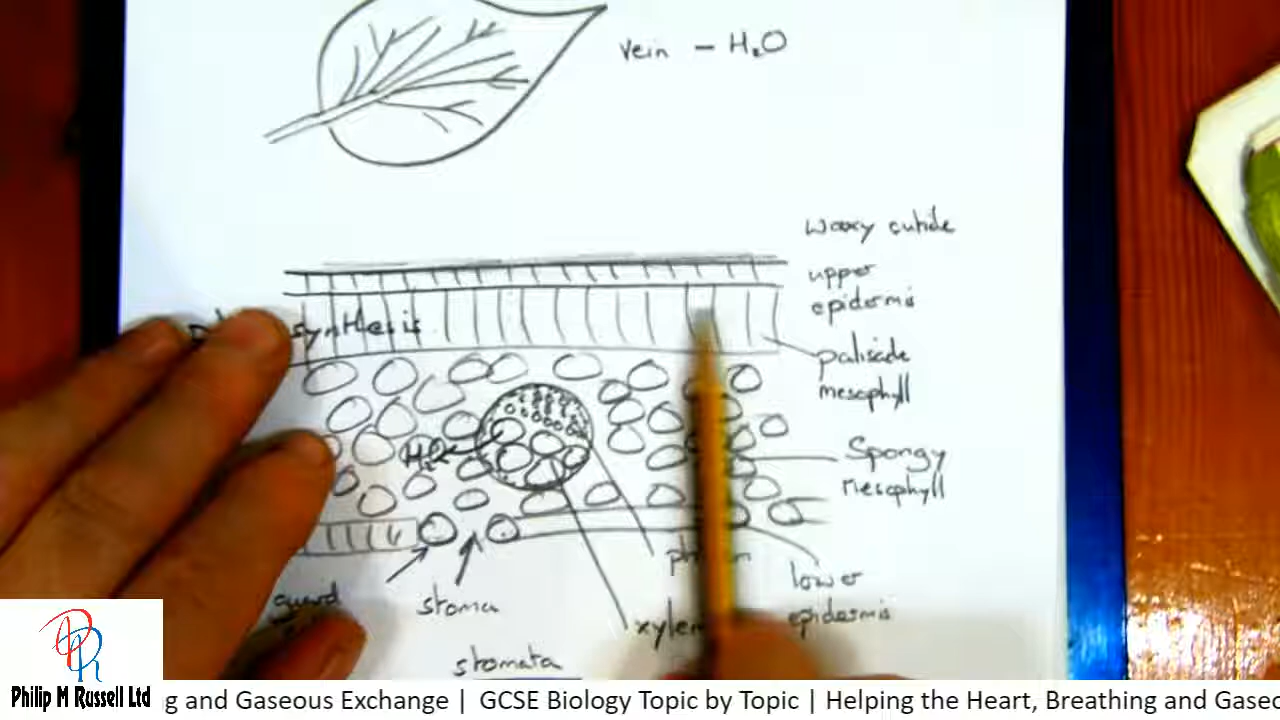 vein - H₂O
waxy cuticle
upper
epidermis
synthesis
palisade
mesophyll
H₂O
Spongy
mesophyll
lower
epidermis
guard
stoma
stomata
Philip M Russell Ltd
g and Gaseous Exchange | GCSE Biology Topic by Topic | Helping the Heart, Breathing and Gaseo